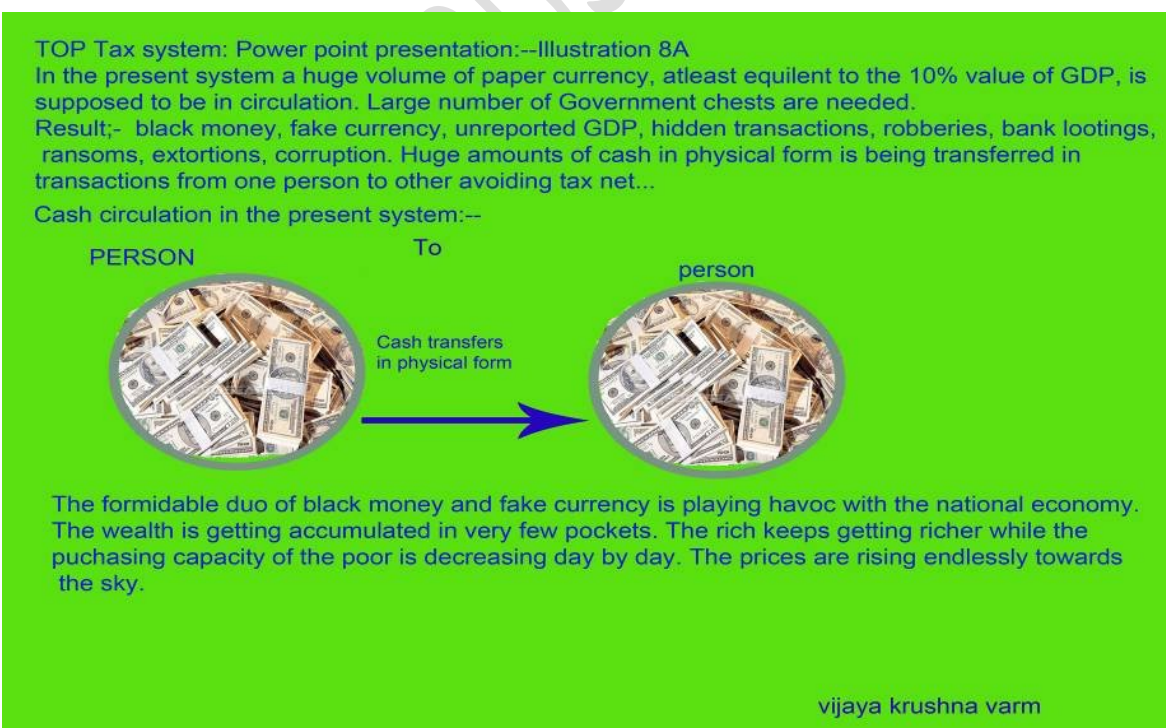 TOP Tax system: Power point presentation:--Illustration 8A
In the present system a huge volume of paper currency, atleast equilent to the 10% value of GDP, is
supposed to be in circulation. Large number of Government chests are needed.
Result;- black money, fake currency, unreported GDP, hidden transactions, robberies, bank lootings,
ransoms, extortions, corruption. Huge amounts of cash in physical form is being transferred in
transactions from one person to other avoiding tax net...
Cash circulation in the present system:--
PERSON
To
person
Cash transfers
in physical form
The formidable duo of black money and fake currency is playing havoc with the national economy.
The wealth is getting accumulated in very few pockets. The rich keeps getting richer while the
puchasing capacity of the poor is decreasing day by day. The prices are rising endlessly towards
the sky.
vijaya krushna varm